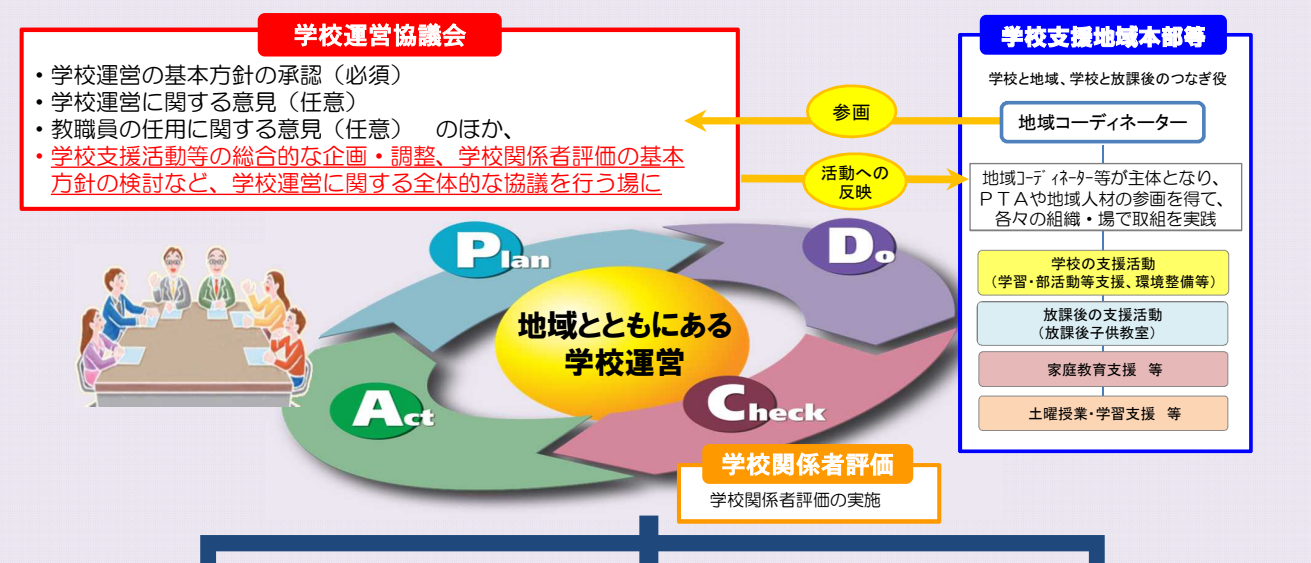 学校運営協議会
・学校運営の基本方針の承認（必須）
・学校運営に関する意見（任意）
・教職員の任用に関する意見（任意）　のほか、
・学校支援活動等の総合的な企画・調整、学校関係者評価の基本
方針の検討など、学校運営に関する全体的な協議を行う場に
参画
活動への
反映
学校支援地域本部等
学校と地域、学校と放課後のつなぎ役
地域コーディネーター
地域ｺｰﾃﾞｨﾈｰﾀｰ等が主体となり、
ＰＴＡや地域人材の参画を得て、
各々の組織・場で取組を実践
学校の支援活動
（学習・部活動等支援、環境整備等）
放課後の支援活動
（放課後子供教室）
家庭教育支援　等
土曜授業・学習支援　等
Plan
Do
地域とともにある
学校運営
Act
Check
学校関係者評価
学校関係者評価の実施